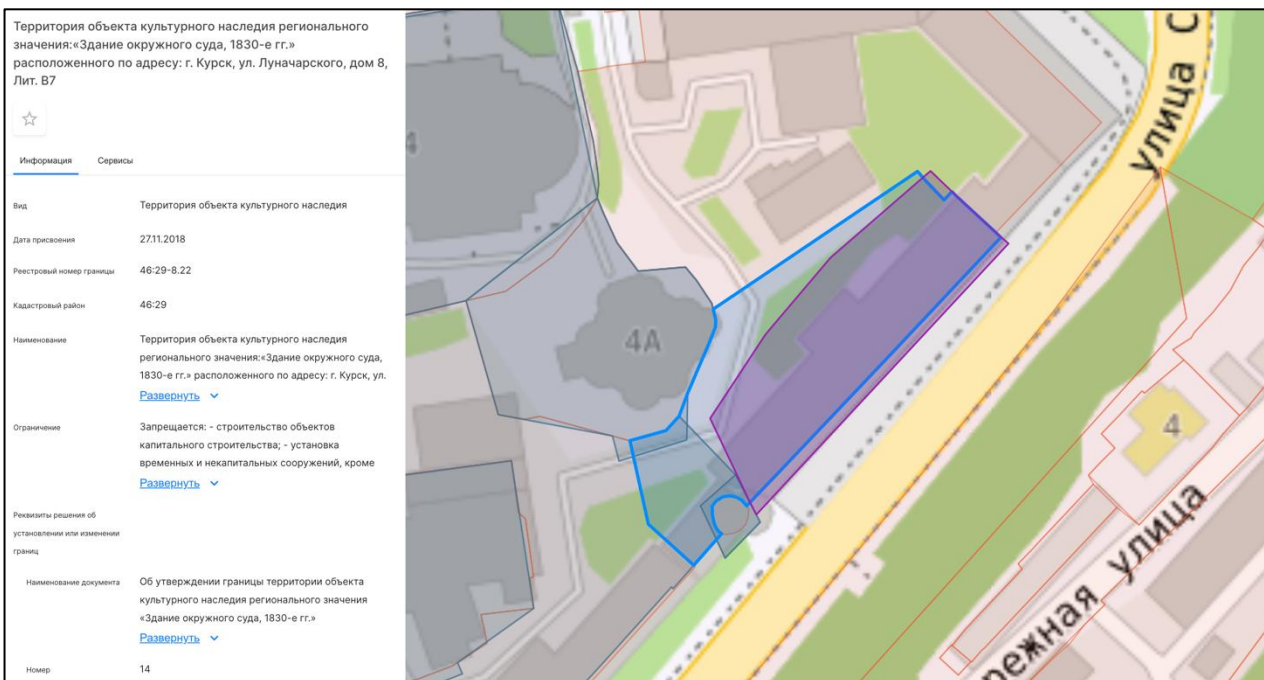 Территория объекта культурного наследия регионального
значения:«Здание окружного суда, 1830-е гг.»
расположенного по адресу: г. Курск, ул. Луначарского, дом 8,
Лит. В7
Информация Сервисы
Вид Территория объекта культурного наследия
Дата присвоения 27.11.2018
Реестровый номер границы 46:29-8.22
Кадастровый район 46:29
Наименование Территория объекта культурного наследия
регионального значения:«Здание окружного суда,
1830-е гг.» расположенного по адресу: г. Курск, ул.
Развернуть
Ограничение Запрещается: - строительство объектов
капитального строительства; - установка
временных и некапитальных сооружений, кроме
Развернуть
Реквизиты решения об
установлении или изменении
границ
Наименование документа Об утверждении границы территории объекта
культурного наследия регионального значения
«Здание окружного суда, 1830-е гг.»
Развернуть
Номер 14
4
4А
4
улица С
режная улица